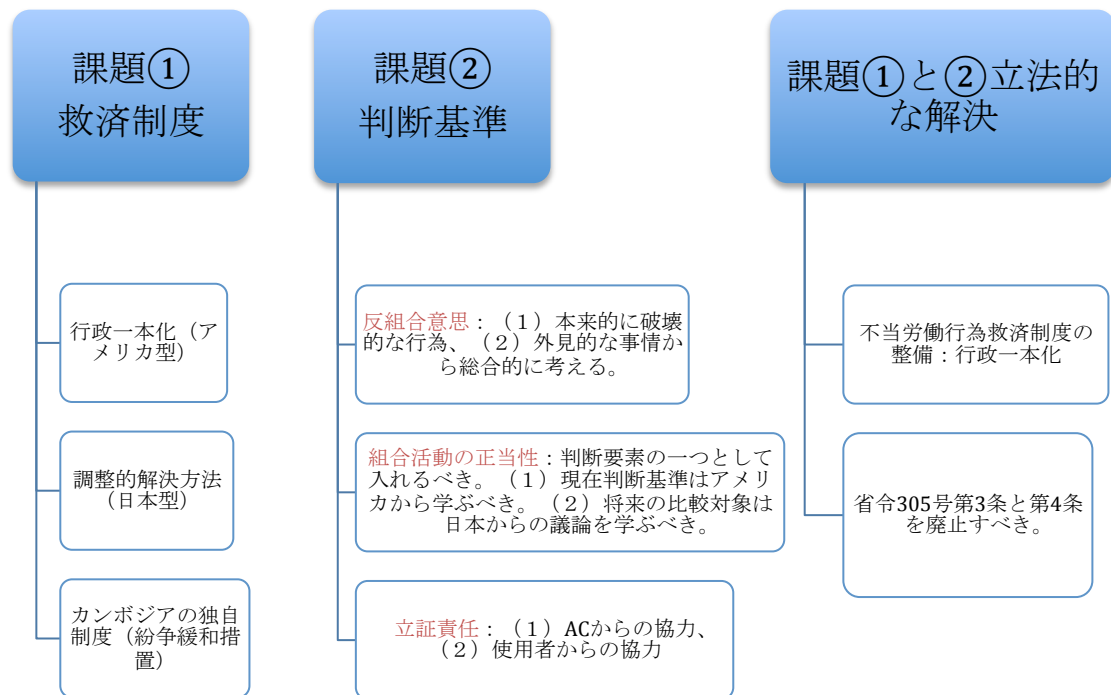 課題①
救済制度
行政一本化（ア
メリカ型）
調整的解決方法
（日本型）
カンボジアの独自
制度（紛争緩和措
置）
課題②
判断基準
反組合意思：（１）本来的に破壊
的な行為、（２）外見的な事情か
ら総合的に考える。
組合活動の正当性：判断要素の一つとして
入れるべき。（１）現在判断基準はアメリ
カから学ぶべき。（２）将来の比較対象は
日本からの議論を学ぶべき。
立証責任：（１）ACからの協力、
（２）使用者からの協力
課題①と②立法的
な解決
不当労働行為救済制度の
整備：行政一本化
省令305号第3条と第4条
を廃止すべき。